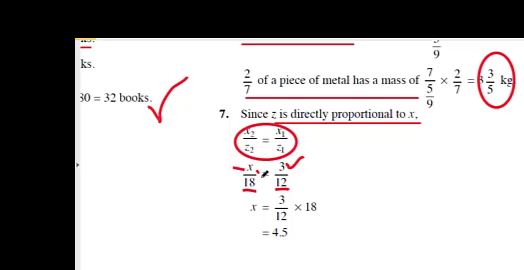 ks.
30 = 32 books.
2/7 of a piece of metal has a mass of 7/(5/9) × 2/7 = 3/5 kg
7. Since z is directly proportional to x,
x₂/z₂ = x₁/z₁
x/18 = 3/12
x = 3/12 × 18
= 4.5